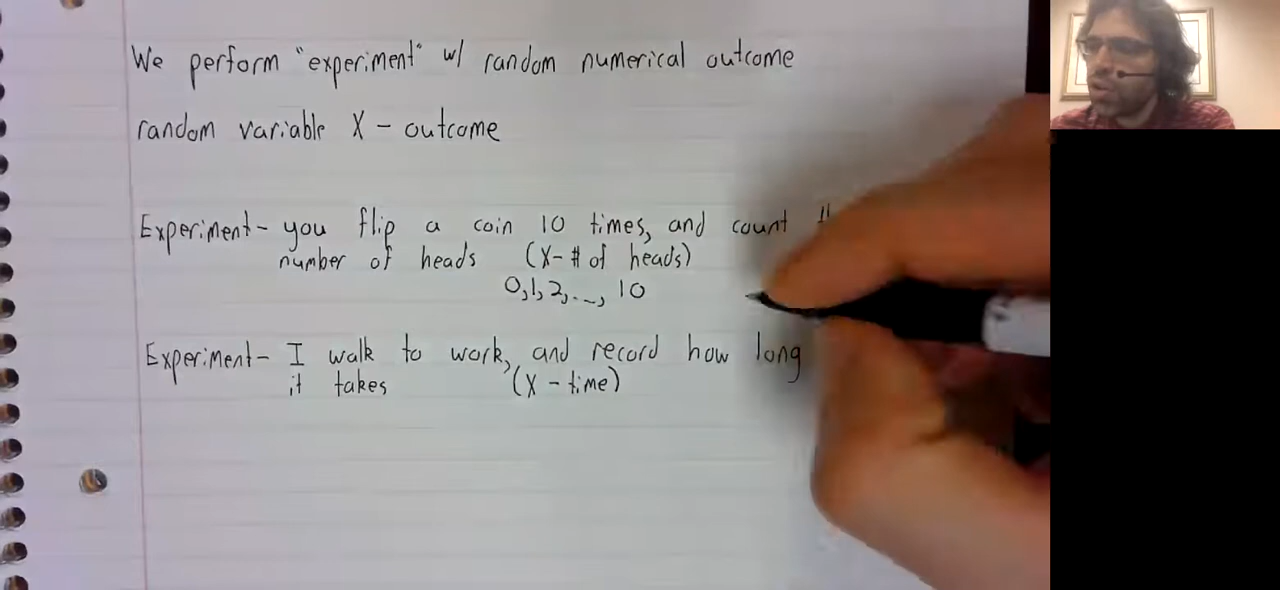 We perform "experiment" w/ random numerical outcome
random variable X - outcome
Experiment- you flip a coin 10 times, and count
number of heads (X-# of heads)
0,1,2,..., 10
Experiment- I walk to work, and record how long
it takes (X - time)